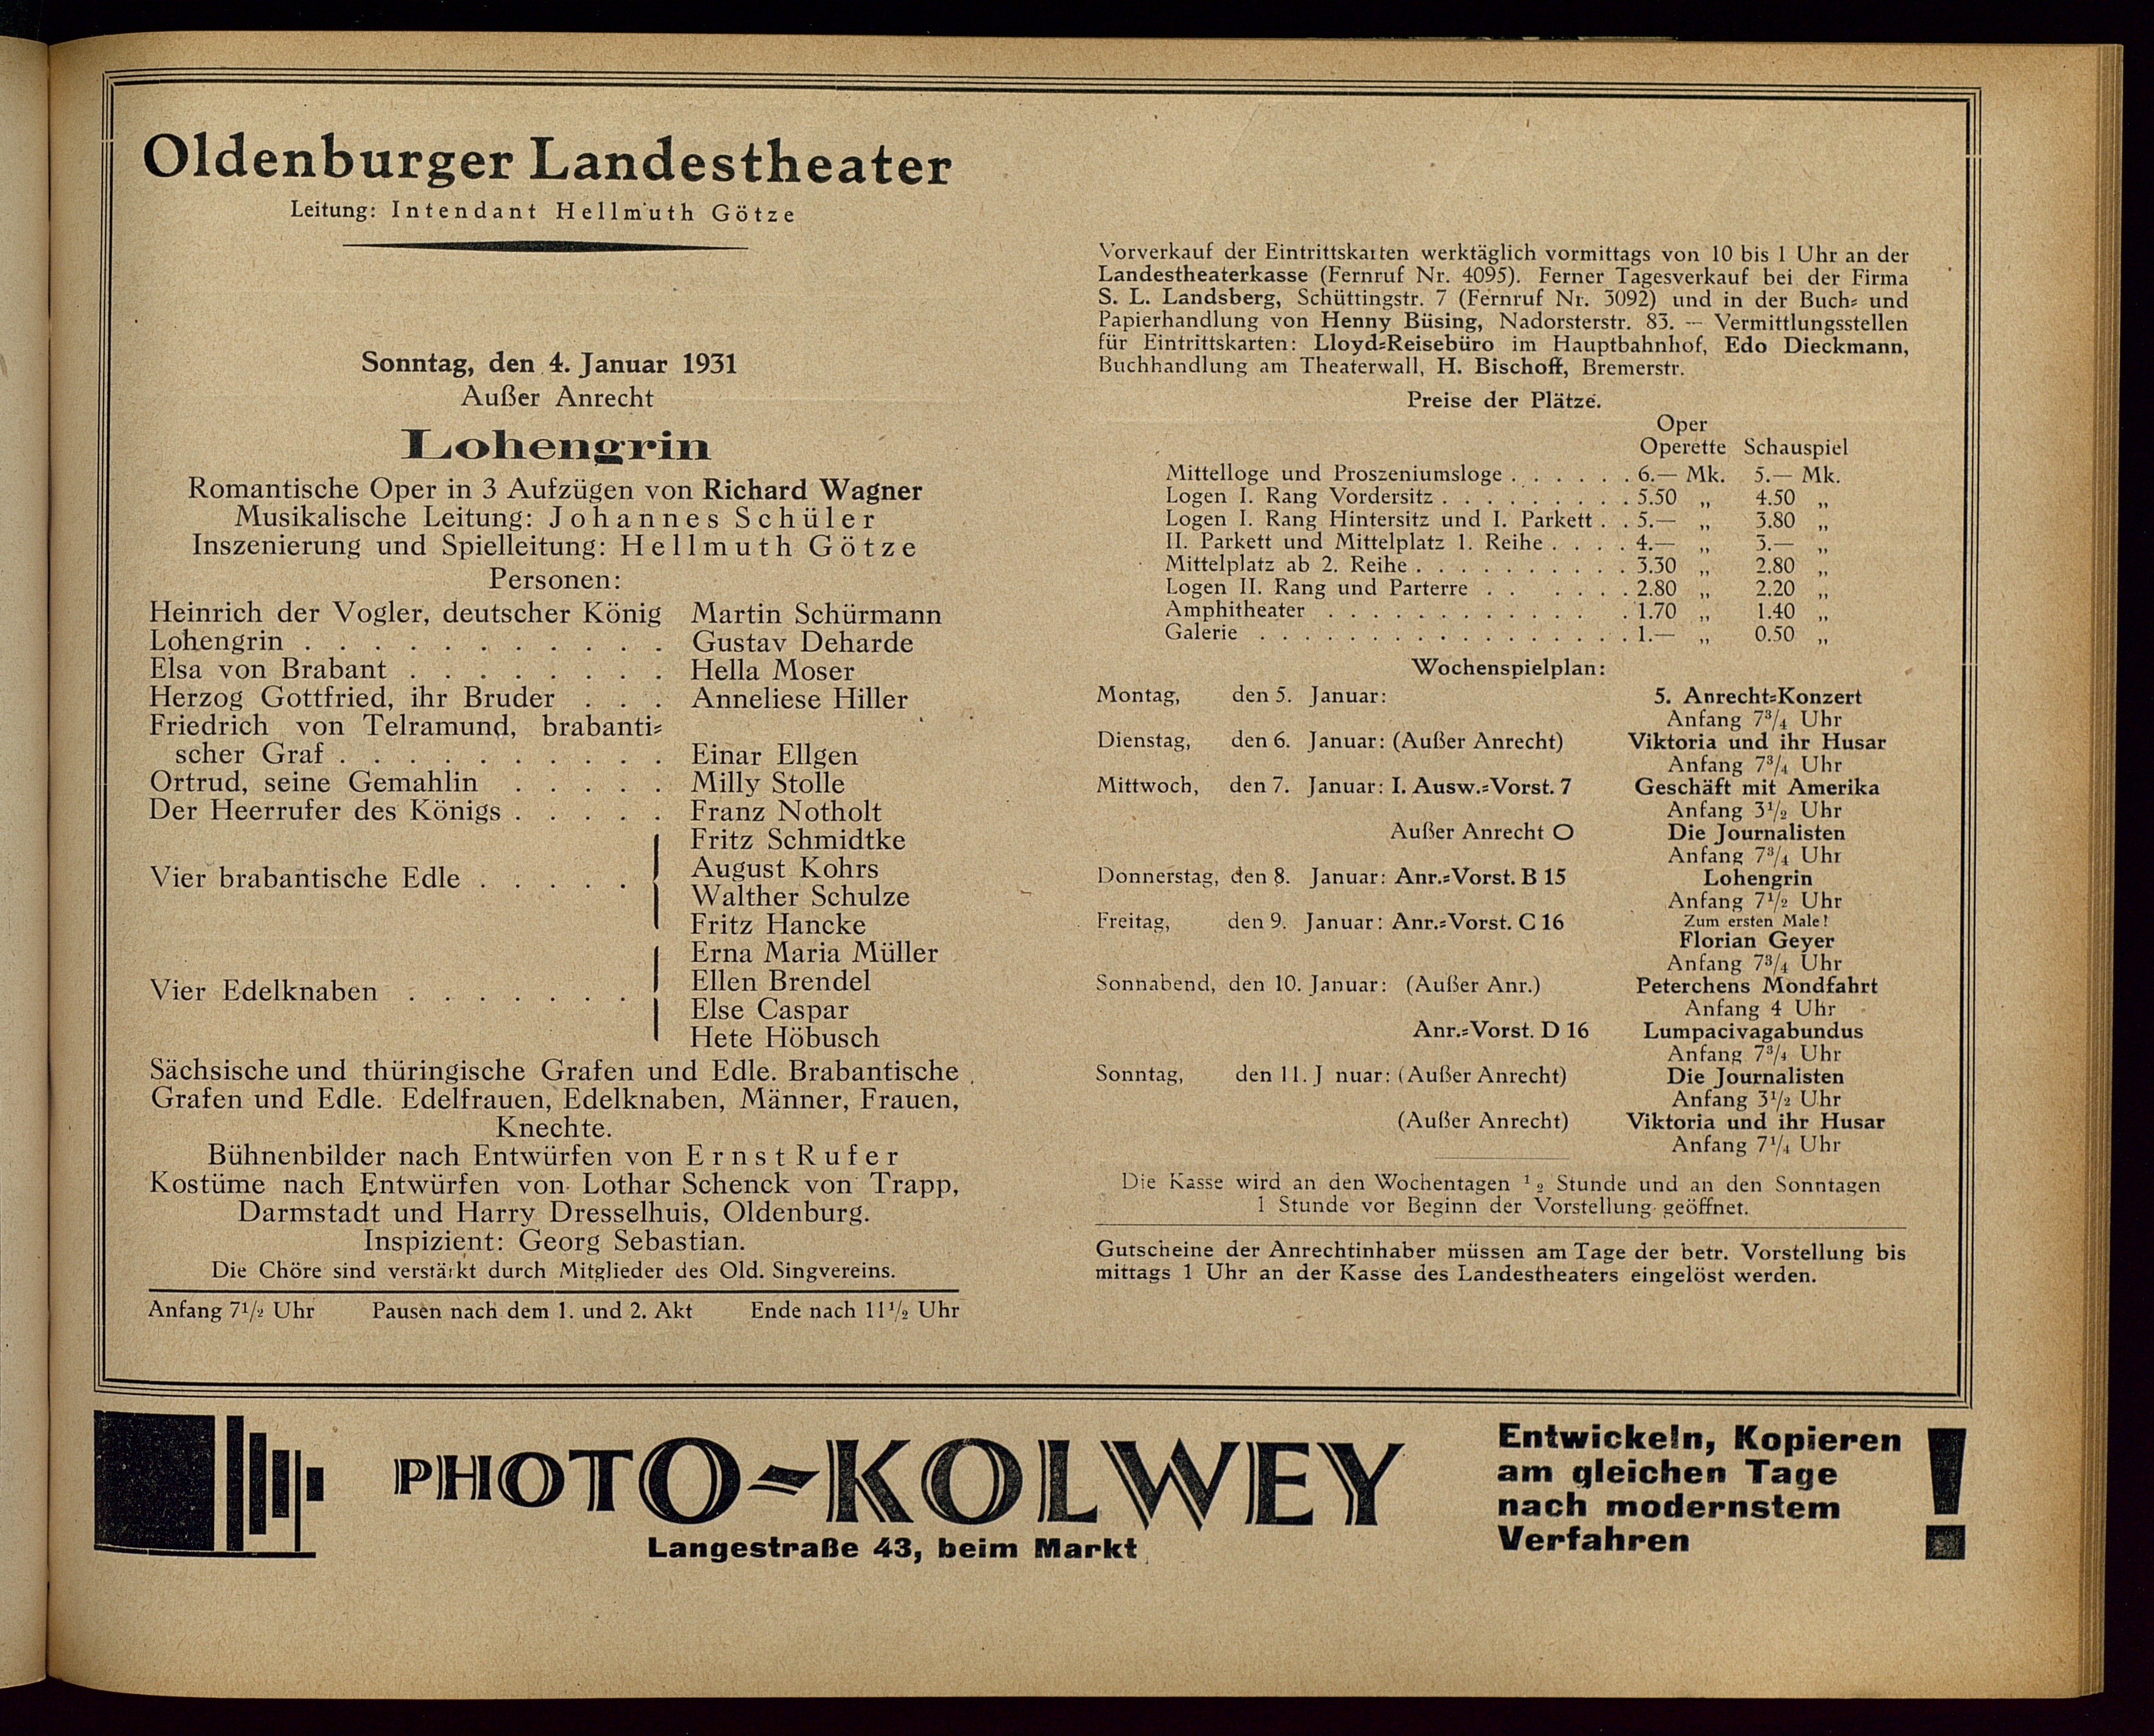 Oldenburger Landestheater
Leitung: Intendant Hellmuth Götze
Sonntag, den 4. Januar 1931
Außer Anrecht
Lohengrin
Romantische Oper in 3 Aufzügen von Richard Wagner
Musikalische Leitung: Johannes Schüler
Inszenierung und Spielleitung: Hellmuth Götze
Personen:
Heinrich der Vogler, deutscher König Martin Schürmann
Lohengrin . . . . . . . . . . . Gustav Deharde
Elsa von Brabant . . . . . . . . Hella Moser
Herzog Gottfried, ihr Bruder . . . Anneliese Hiller
Friedrich von Telramund, brabanti-
scher Graf . . . . . . . . . . Einar Ellgen
Ortrud, seine Gemahlin . . . . . Milly Stolle
Der Heerrufer des Königs . . . . . Franz Notholt
Fritz Schmidtke
August Kohrs
Vier brabantische Edle . . . . .
Walther Schulze
Fritz Hancke
Erna Maria Müller
Ellen Brendel
Vier Edelknaben . . . . . . .
Else Caspar
Hete Höbusch
Sächsische und thüringische Grafen und Edle. Brabantische
Grafen und Edle. Edelfrauen, Edelknaben, Männer, Frauen,
Knechte.
Bühnenbilder nach Entwürfen von Ernst Rufer
Kostüme nach Entwürfen von Lothar Schenck von Trapp,
Darmstadt und Harry Dresselhuis, Oldenburg.
Inspizient: Georg Sebastian.
Die Chöre sind verstärkt durch Mitglieder des Old. Singvereins.
Anfang 7½ Uhr Pausen nach dem 1. und 2. Akt Ende nach 11½ Uhr
Vorverkauf der Eintrittskarten werktäglich vormittags von 10 bis 1 Uhr an der
Landestheaterkasse (Fernruf Nr. 4095). Ferner Tagesverkauf bei der Firma
S. L. Landsberg, Schüttingstr. 7 (Fernruf Nr. 3092) und in der Buch- und
Papierhandlung von Henny Büsing, Nadorsterstr. 83. — Vermittlungsstellen
für Eintrittskarten: Lloyd-Reisebüro im Hauptbahnhof, Edo Dieckmann,
Buchhandlung am Theaterwall, H. Bischoff, Bremerstr.
Preise der Plätze.
Oper
Operette Schauspiel
Mittelloge und Proszeniumsloge . . . . . . 6.— Mk. 5.— Mk.
Logen I. Rang Vordersitz . . . . . . . . . 5.50 „ 4.50 „
Logen I. Rang Hintersitz und I. Parkett . . 5.— „ 3.80 „
II. Parkett und Mittelplatz 1. Reihe . . . . 4.— „ 3.— „
Mittelplatz ab 2. Reihe . . . . . . . . . . 3.30 „ 2.80 „
Logen II. Rang und Parterre . . . . . . 2.80 „ 2.20 „
Amphitheater . . . . . . . . . . . . . 1.70 „ 1.40 „
Galerie . . . . . . . . . . . . . . . . . 1.— „ 0.50 „
Wochenspielplan:
Montag, den 5. Januar: 5. Anrecht-Konzert
Anfang 7¾ Uhr
Dienstag, den 6. Januar: (Außer Anrecht) Viktoria und ihr Husar
Anfang 7¾ Uhr
Mittwoch, den 7. Januar: I. Ausw.-Vorst. 7 Geschäft mit Amerika
Anfang 3½ Uhr
Außer Anrecht O Die Journalisten
Anfang 7¾ Uhr
Donnerstag, den 8. Januar: Anr.-Vorst. B 15 Lohengrin
Anfang 7½ Uhr
Zum ersten Male!
Freitag, den 9. Januar: Anr.-Vorst. C 16
Florian Geyer
Anfang 7¾ Uhr
Sonnabend, den 10. Januar: (Außer Anr.) Peterchens Mondfahrt
Anfang 4 Uhr
Anr.-Vorst. D 16 Lumpacivagabundus
Anfang 7¾ Uhr
Sonntag, den 11. J nuar: (Außer Anrecht) Die Journalisten
Anfang 3½ Uhr
(Außer Anrecht) Viktoria und ihr Husar
Anfang 7¼ Uhr
Die Kasse wird an den Wochentagen ½ Stunde und an den Sonntagen
1 Stunde vor Beginn der Vorstellung geöffnet.
Gutscheine der Anrechtinhaber müssen am Tage der betr. Vorstellung bis
mittags 1 Uhr an der Kasse des Landestheaters eingelöst werden.
PHOTO-KOLWEY
Langestraße 43, beim Markt
Entwickeln, Kopieren
am gleichen Tage
nach modernstem
Verfahren !